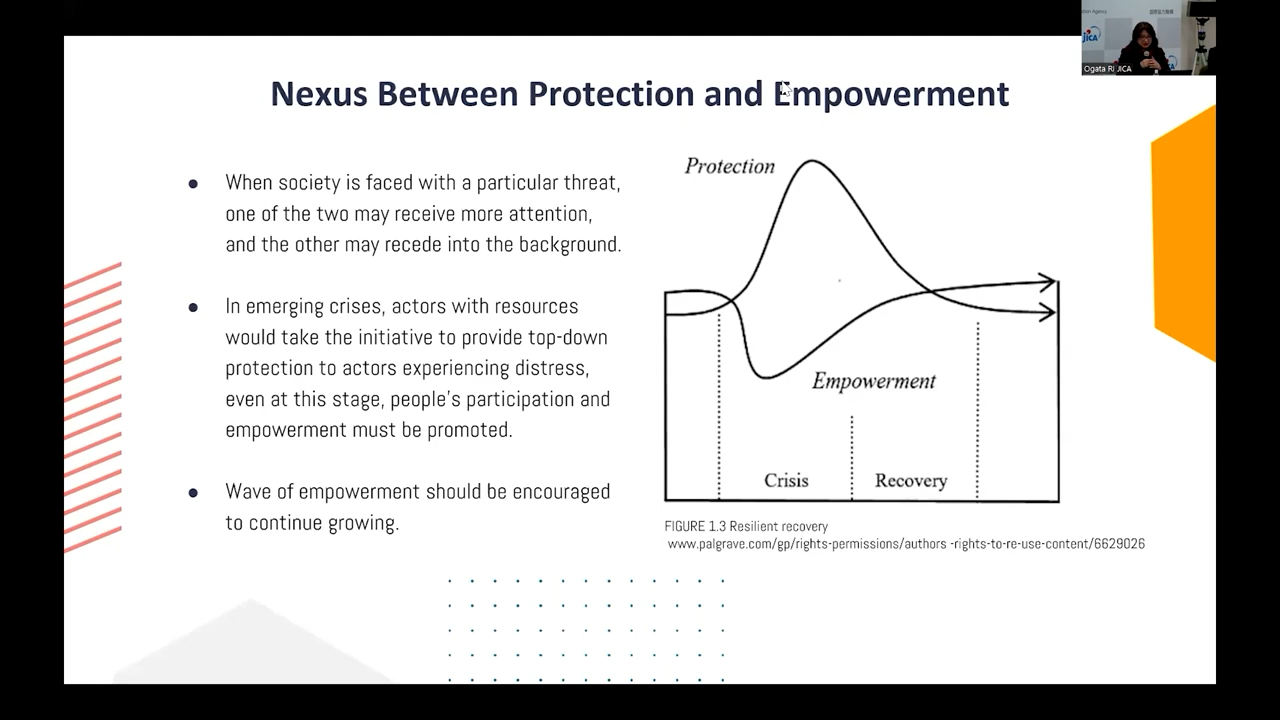 tion Agency
JICA
Ogata RI JICA
Nexus Between Protection and Empowerment
● When society is faced with a particular threat,
one of the two may receive more attention,
and the other may recede into the background.
● In emerging crises, actors with resources
would take the initiative to provide top-down
protection to actors experiencing distress,
even at this stage, people's participation and
empowerment must be promoted.
● Wave of empowerment should be encouraged
to continue growing.
Protection
Empowerment
Crisis
Recovery
FIGURE 1.3 Resilient recovery
www.palgrave.com/gp/rights-permissions/authors -rights-to-re-use-content/6629026